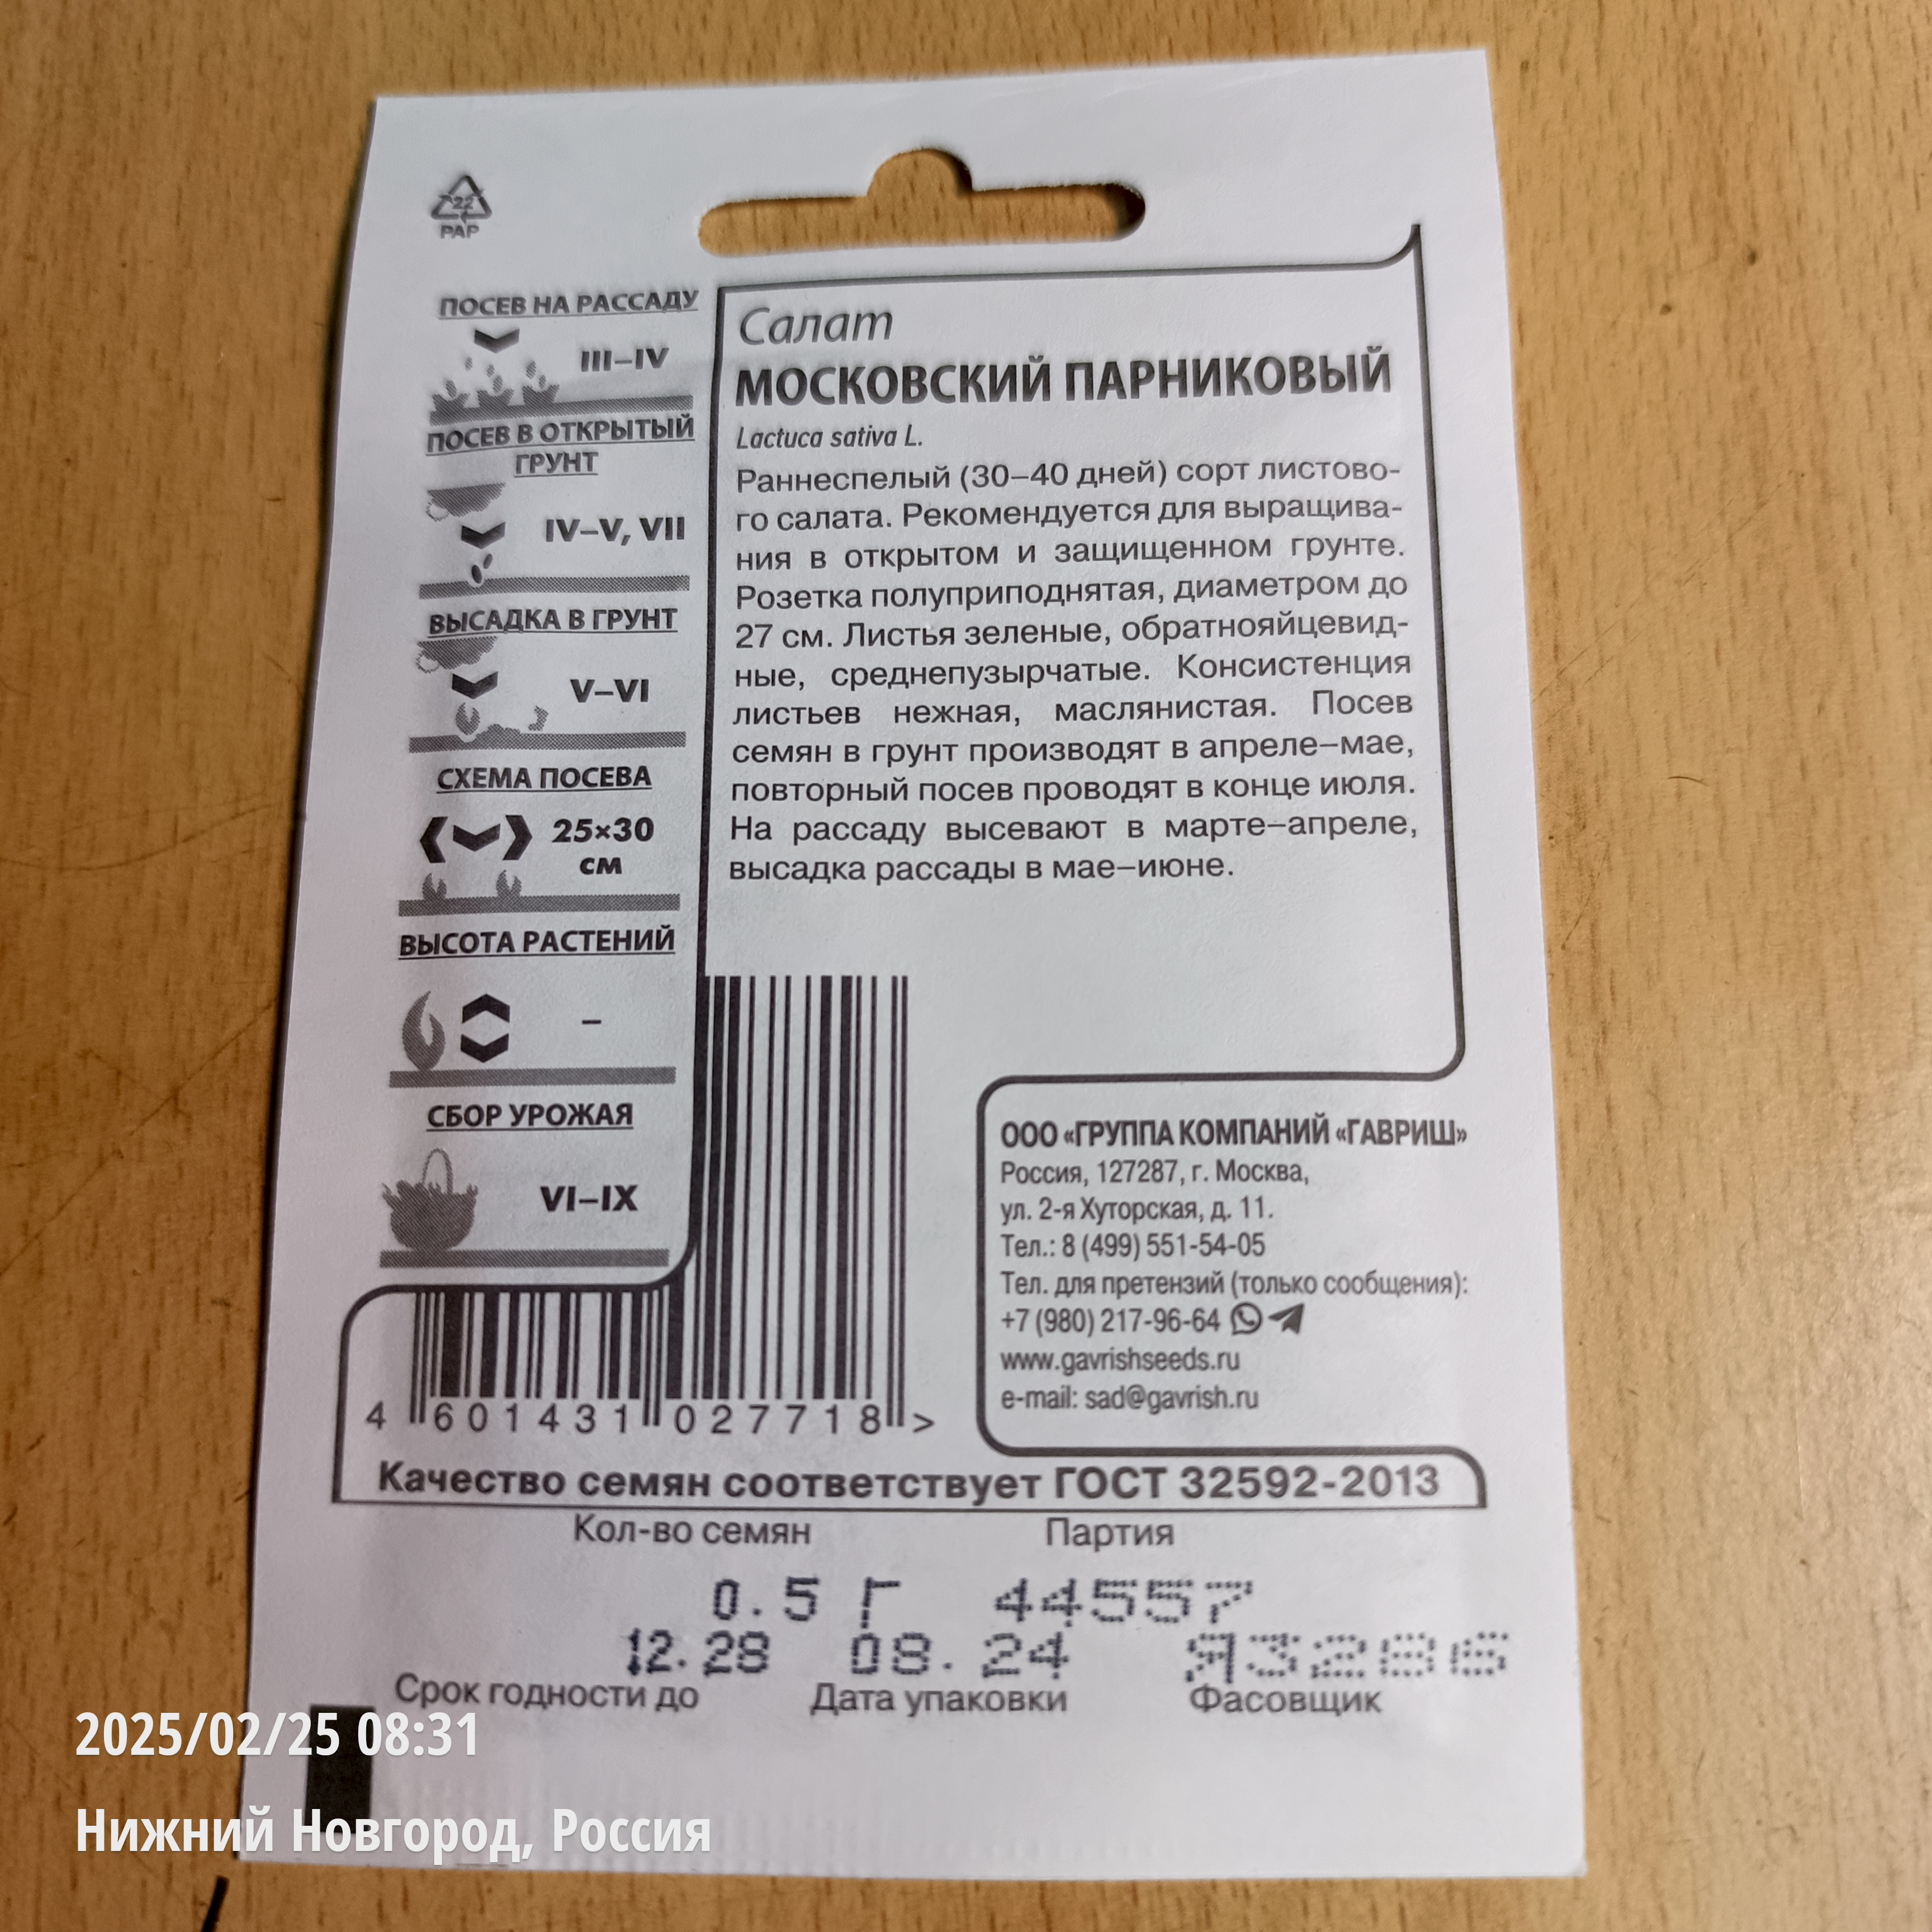 22
PAP
ПОСЕВ НА РАССАДУ
III–IV
ПОСЕВ В ОТКРЫТЫЙ
ГРУНТ
IV–V, VII
ВЫСАДКА В ГРУНТ
V–VI
СХЕМА ПОСЕВА
25×30
см
ВЫСОТА РАСТЕНИЙ
–
СБОР УРОЖАЯ
VI–IX
Салат
МОСКОВСКИЙ ПАРНИКОВЫЙ
Lactuca sativa L.
Раннеспелый (30–40 дней) сорт листово-
го салата. Рекомендуется для выращива-
ния в открытом и защищенном грунте.
Розетка полуприподнятая, диаметром до
27 см. Листья зеленые, обратнояйцевид-
ные, среднепузырчатые. Консистенция
листьев нежная, маслянистая. Посев
семян в грунт производят в апреле–мае,
повторный посев проводят в конце июля.
На рассаду высевают в марте–апреле,
высадка рассады в мае–июне.
ООО «ГРУППА КОМПАНИЙ «ГАВРИШ»
Россия, 127287, г. Москва,
ул. 2-я Хуторская, д. 11.
Тел.: 8 (499) 551-54-05
Тел. для претензий (только сообщения):
+7 (980) 217-96-64
www.gavrishseeds.ru
e-mail: sad@gavrish.ru
4 601431 027718 >
Качество семян соответствует ГОСТ 32592-2013
Кол-во семян Партия
0.5 Г 44557
12.28 08.24 Я3286
Срок годности до Дата упаковки Фасовщик
2025/02/25 08:31
Нижний Новгород, Россия